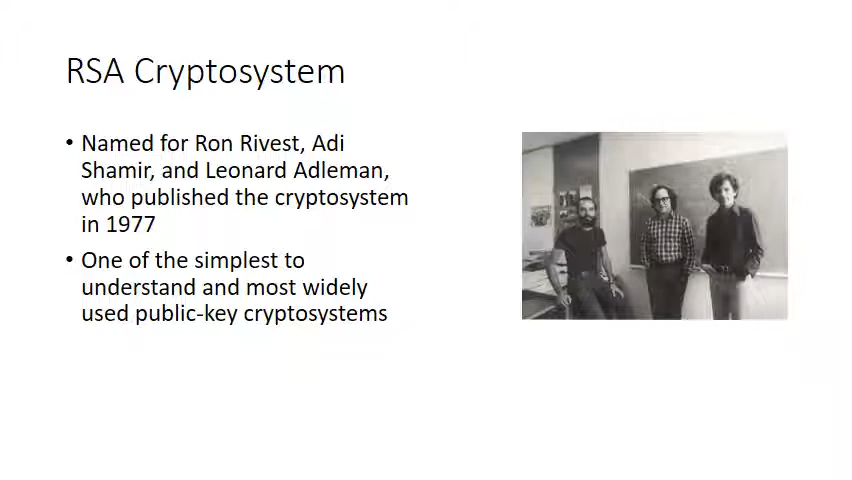 RSA Cryptosystem
• Named for Ron Rivest, Adi
Shamir, and Leonard Adleman,
who published the cryptosystem
in 1977
• One of the simplest to
understand and most widely
used public-key cryptosystems